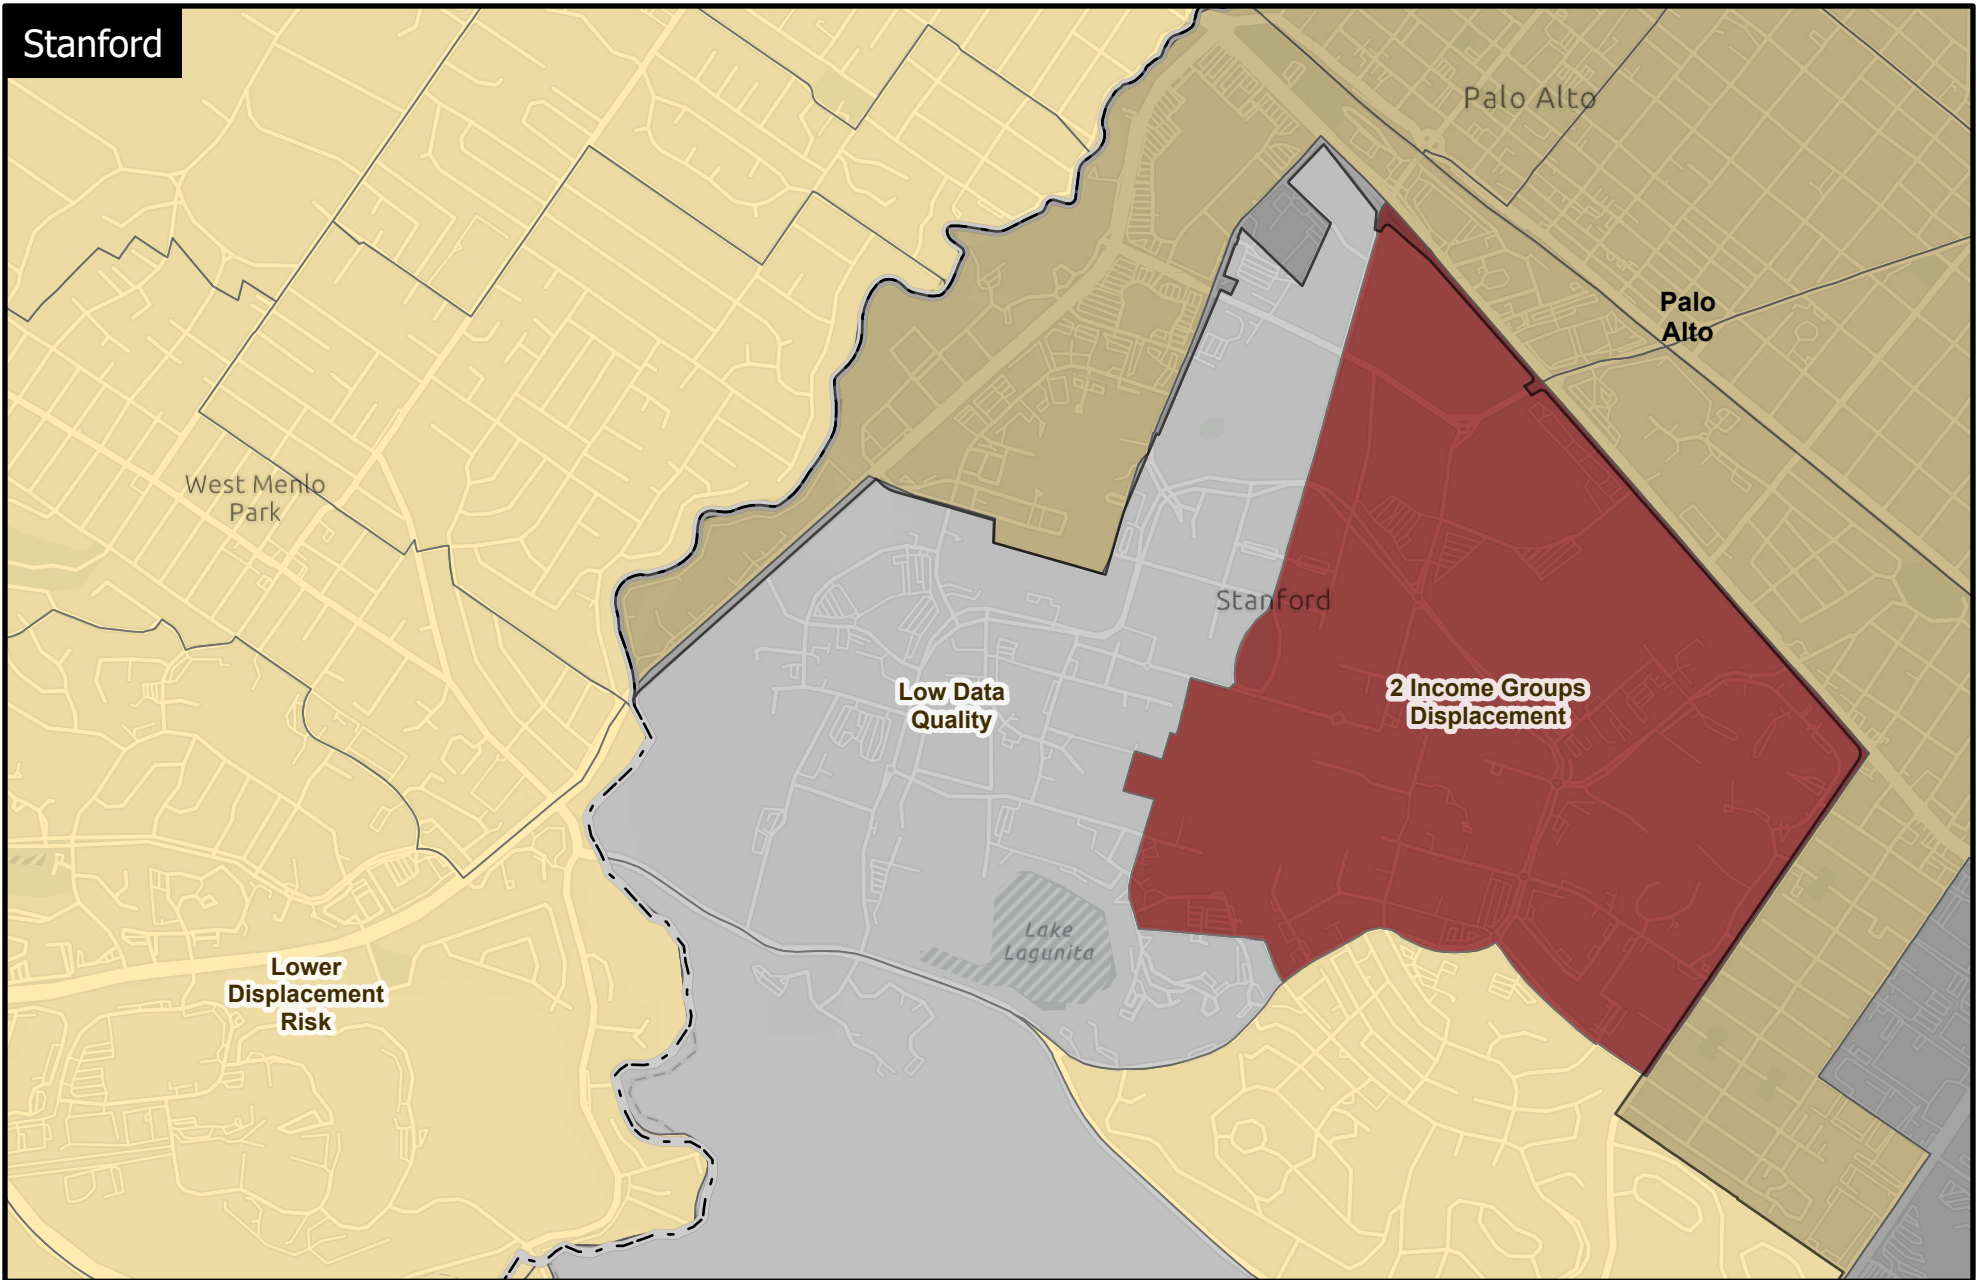 Stanford
Palo Alto
Palo
Alto
West Menlo
Park
Stanford
Low Data
Quality
2 Income Groups
Displacement
Lake
Lagunita
Lower
Displacement
Risk